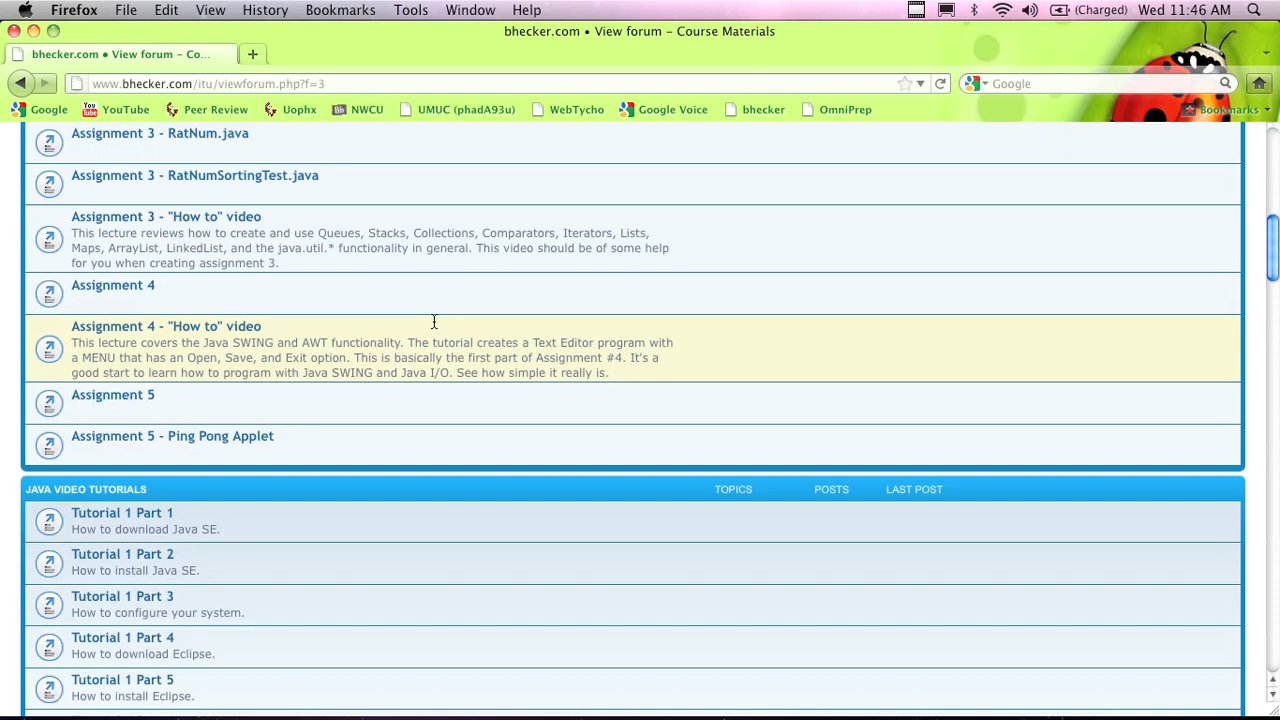 Firefox File Edit View History Bookmarks Tools Window Help (Charged) Wed 11:46 AM
bhecker.com • View forum – Course Materials
bhecker.com • View forum – Co...
www.bhecker.com/itu/viewforum.php?f=3 Google
Google YouTube Peer Review Uophx NWCU UMUC (phadA93u) WebTycho Google Voice bhecker OmniPrep Bookmarks
Assignment 3 - RatNum.java
Assignment 3 - RatNumSortingTest.java
Assignment 3 - "How to" video
This lecture reviews how to create and use Queues, Stacks, Collections, Comparators, Iterators, Lists,
Maps, ArrayList, LinkedList, and the java.util.* functionality in general. This video should be of some help
for you when creating assignment 3.
Assignment 4
Assignment 4 - "How to" video
This lecture covers the Java SWING and AWT functionality. The tutorial creates a Text Editor program with
a MENU that has an Open, Save, and Exit option. This is basically the first part of Assignment #4. It's a
good start to learn how to program with Java SWING and Java I/O. See how simple it really is.
Assignment 5
Assignment 5 - Ping Pong Applet
JAVA VIDEO TUTORIALS TOPICS POSTS LAST POST
Tutorial 1 Part 1
How to download Java SE.
Tutorial 1 Part 2
How to install Java SE.
Tutorial 1 Part 3
How to configure your system.
Tutorial 1 Part 4
How to download Eclipse.
Tutorial 1 Part 5
How to install Eclipse.